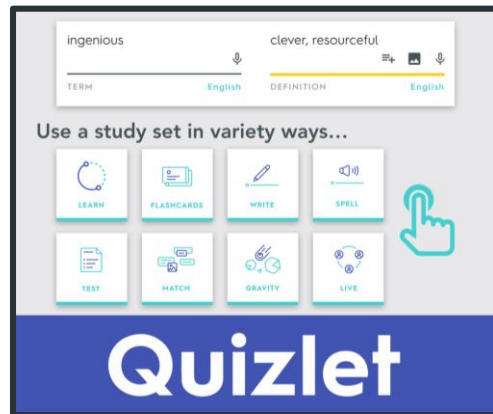 ingenious clever, resourceful
TERM English DEFINITION English
Use a study set in variety ways...
LEARN FLASHCARDS WRITE SPELL
TEST MATCH GRAVITY LIVE
Quizlet